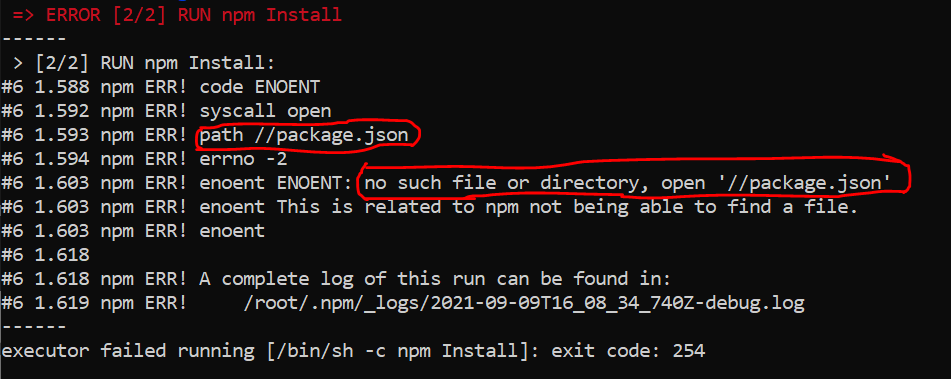 => ERROR [2/2] RUN npm Install
------
> [2/2] RUN npm Install:
#6 1.588 npm ERR! code ENOENT
#6 1.592 npm ERR! syscall open
#6 1.593 npm ERR! path //package.json
#6 1.594 npm ERR! errno -2
#6 1.603 npm ERR! enoent ENOENT: no such file or directory, open '//package.json'
#6 1.603 npm ERR! enoent This is related to npm not being able to find a file.
#6 1.603 npm ERR! enoent
#6 1.618
#6 1.618 npm ERR! A complete log of this run can be found in:
#6 1.619 npm ERR!     /root/.npm/_logs/2021-09-09T16_08_34_740Z-debug.log
------
executor failed running [/bin/sh -c npm Install]: exit code: 254